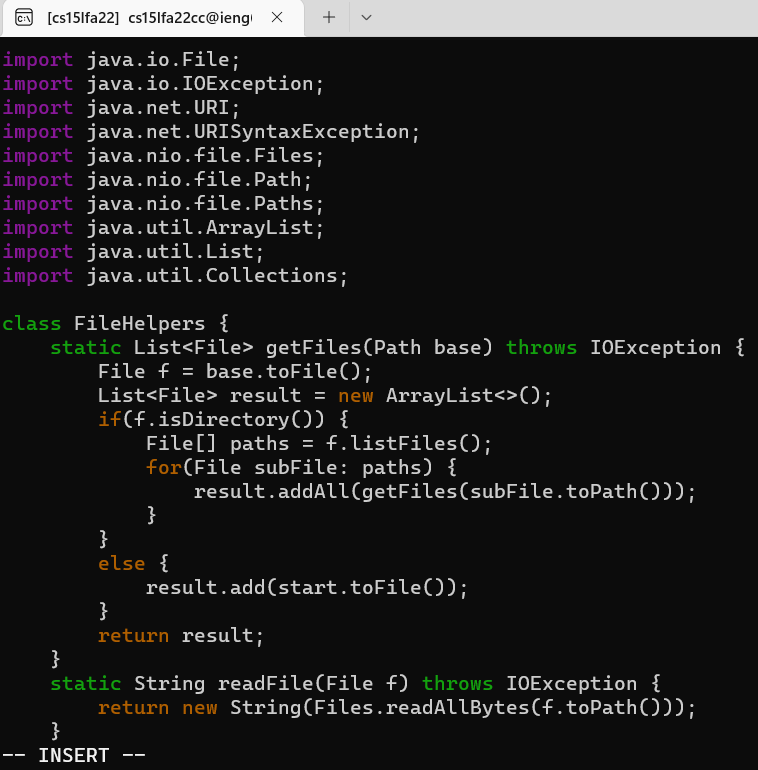 [cs15lfa22] cs15lfa22cc@ieng
import java.io.File;
import java.io.IOException;
import java.net.URI;
import java.net.URISyntaxException;
import java.nio.file.Files;
import java.nio.file.Path;
import java.nio.file.Paths;
import java.util.ArrayList;
import java.util.List;
import java.util.Collections;

class FileHelpers {
    static List<File> getFiles(Path base) throws IOException {
        File f = base.toFile();
        List<File> result = new ArrayList<>();
        if(f.isDirectory()) {
            File[] paths = f.listFiles();
            for(File subFile: paths) {
                result.addAll(getFiles(subFile.toPath()));
            }
        }
        else {
            result.add(start.toFile());
        }
        return result;
    }
    static String readFile(File f) throws IOException {
        return new String(Files.readAllBytes(f.toPath()));
    }
-- INSERT --